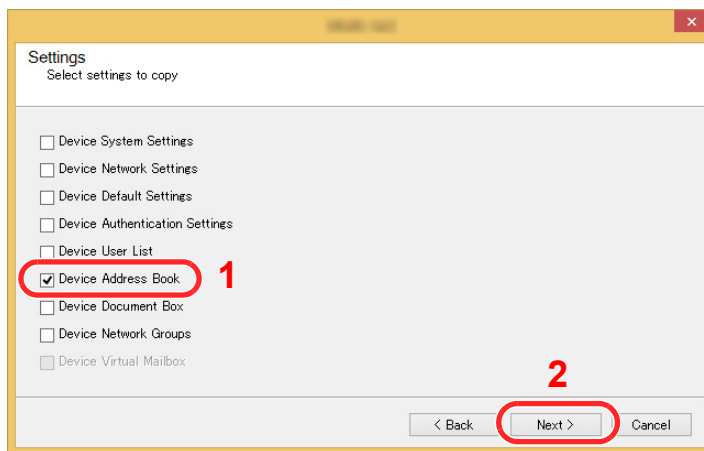 Settings
Select settings to copy
Device System Settings
Device Network Settings
Device Default Settings
Device Authentication Settings
Device User List
Device Address Book 1
Device Document Box
Device Network Groups
Device Virtual Mailbox
2
< Back Next > Cancel